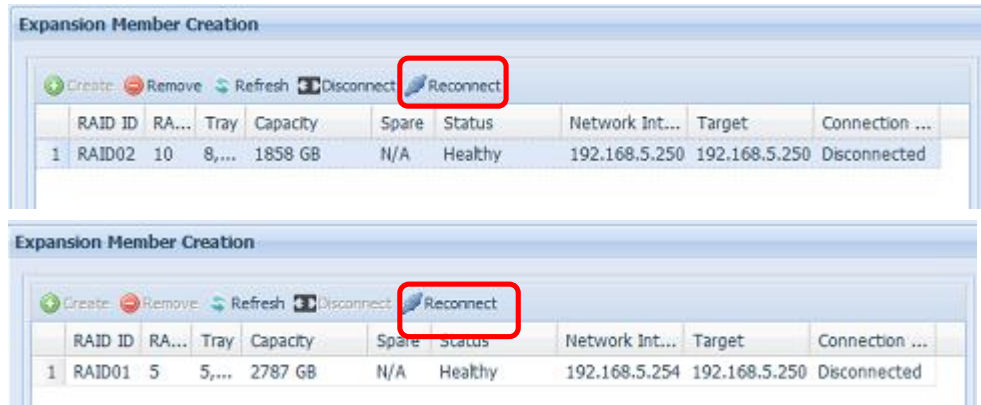 Expansion Member Creation
Create Remove Refresh Disconnect Reconnect
RAID ID RA... Tray Capacity Spare Status Network Int... Target Connection ...
1 RAID02 10 8,... 1858 GB N/A Healthy 192.168.5.250 192.168.5.250 Disconnected
Expansion Member Creation
Create Remove Refresh Disconnect Reconnect
RAID ID RA... Tray Capacity Spare Status Network Int... Target Connection ...
1 RAID01 5 5,... 2787 GB N/A Healthy 192.168.5.254 192.168.5.250 Disconnected